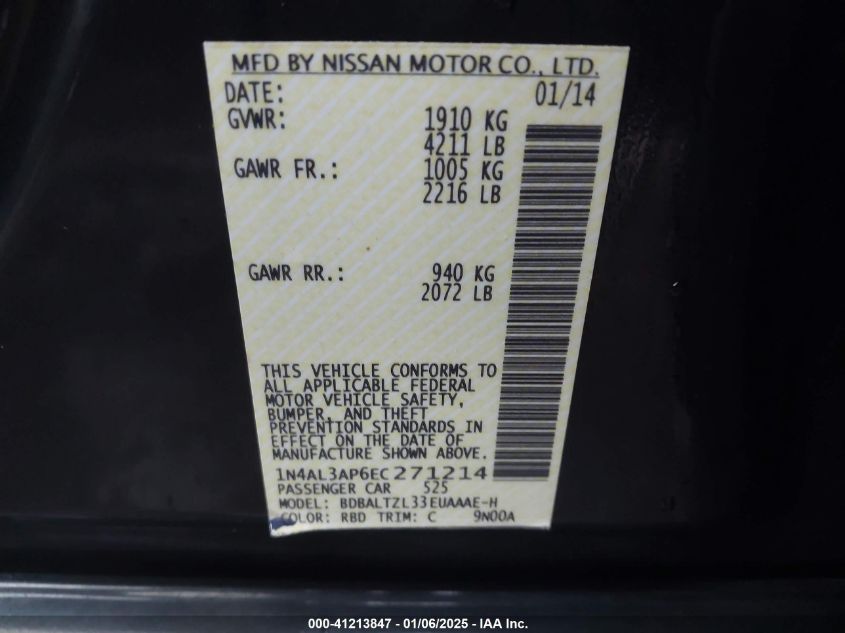 MFD BY NISSAN MOTOR CO., LTD.
DATE: 01/14
GVWR: 1910 KG
4211 LB
GAWR FR.: 1005 KG
2216 LB
GAWR RR.: 940 KG
2072 LB
THIS VEHICLE CONFORMS TO
ALL APPLICABLE FEDERAL
MOTOR VEHICLE SAFETY,
BUMPER, AND THEFT
PREVENTION STANDARDS IN
EFFECT ON THE DATE OF
MANUFACTURE SHOWN ABOVE.
1N4AL3AP6EC271214
PASSENGER CAR 525
MODEL: BDBALTZL33EUAAAE-H
COLOR: RBD TRIM: C 9N00A
000-41213847 - 01/06/2025 - IAA Inc.